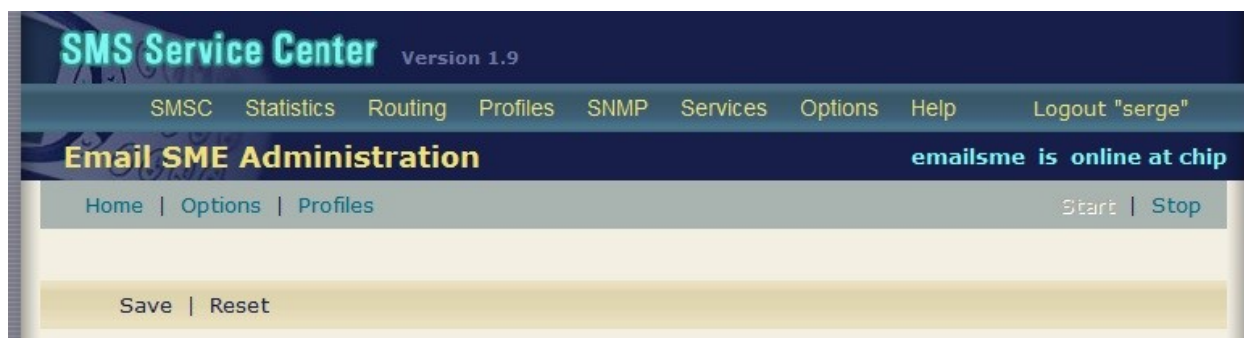 SMS Service Center Version 1.9
SMSC Statistics Routing Profiles SNMP Services Options Help Logout "serge"
Email SME Administration emailsme is online at chip
Home | Options | Profiles Start | Stop
Save | Reset